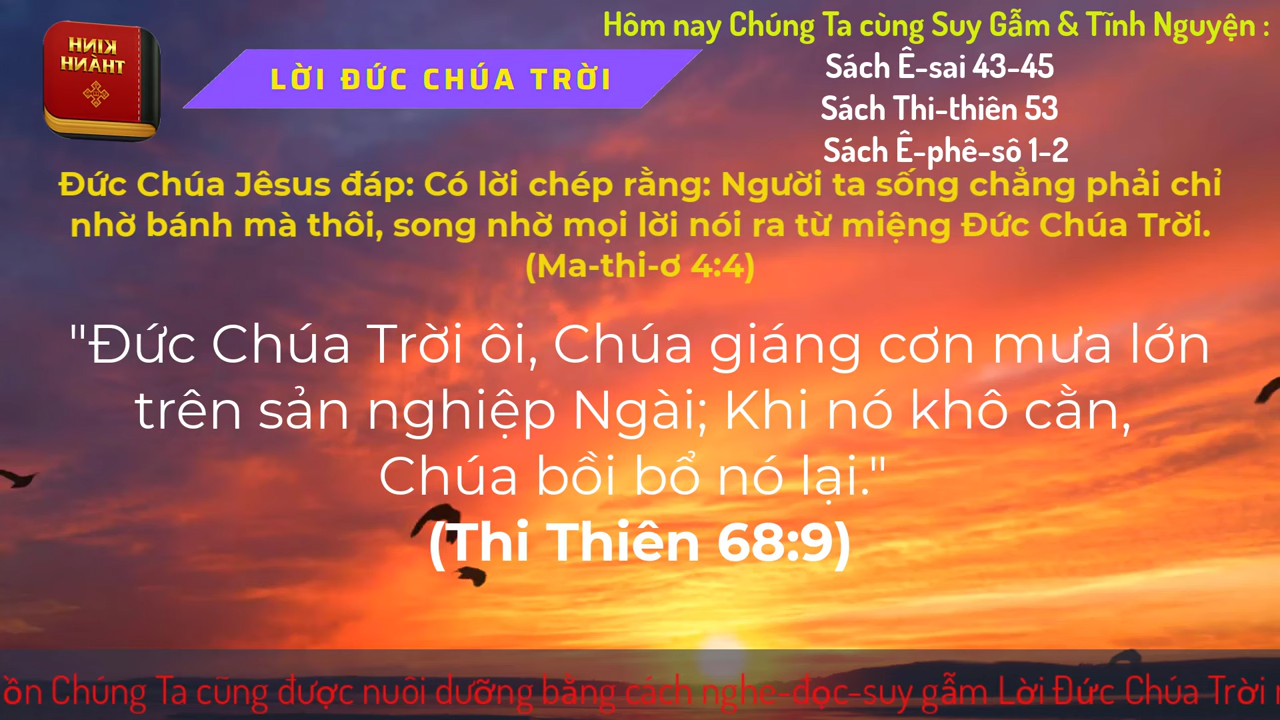 Hôm nay Chúng Ta cùng Suy Gẫm & Tĩnh Nguyện :
KINH
THÀNH
LỜI ĐỨC CHÚA TRỜI
Sách Ê-sai 43-45
Sách Thi-thiên 53
Sách Ê-phê-sô 1-2
Đức Chúa Jêsus đáp: Có lời chép rằng: Người ta sống chẳng phải chỉ
nhờ bánh mà thôi, song nhờ mọi lời nói ra từ miệng Đức Chúa Trời.
(Ma-thi-ơ 4:4)
"Đức Chúa Trời ôi, Chúa giáng cơn mưa lớn
trên sản nghiệp Ngài; Khi nó khô cằn,
Chúa bồi bổ nó lại."
(Thi Thiên 68:9)
ồn Chúng Ta cũng được nuôi dưỡng bằng cách nghe-đọc-suy gẫm Lời Đức Chúa Trời